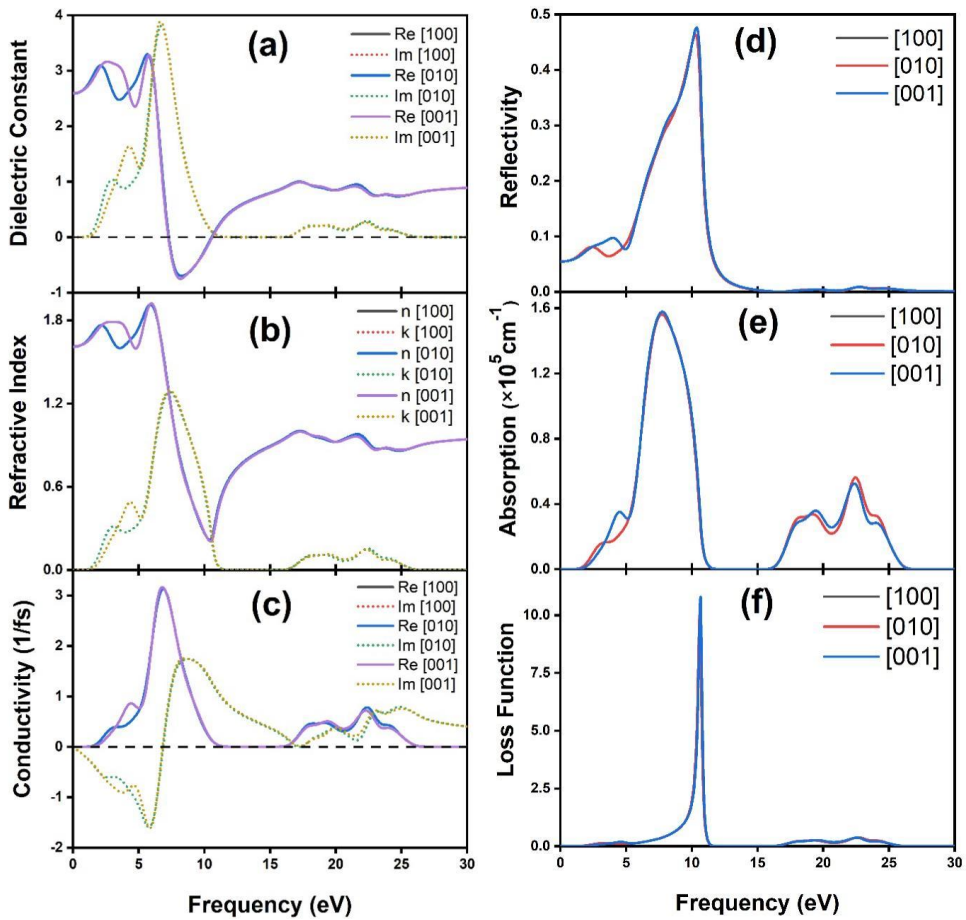 Dielectric Constant
4
3
2
1
0
-1
(a)
Re [100]
Im [100]
Re [010]
Im [010]
Re [001]
Im [001]
Refractive Index
1.8
1.2
0.6
0.0
(b)
n [100]
k [100]
n [010]
k [010]
n [001]
k [001]
Conductivity (1/fs)
3
2
1
0
-1
-2
(c)
Re [100]
Im [100]
Re [010]
Im [010]
Re [001]
Im [001]
0 5 10 15 20 25 30
Frequency (eV)
Reflectivity
0.5
0.4
0.3
0.2
0.1
0.0
(d)
[100]
[010]
[001]
Absorption (×10⁵ cm⁻¹)
1.6
1.2
0.8
0.4
0.0
(e)
[100]
[010]
[001]
Loss Function
10.0
7.5
5.0
2.5
0.0
(f)
[100]
[010]
[001]
0 5 10 15 20 25 30
Frequency (eV)